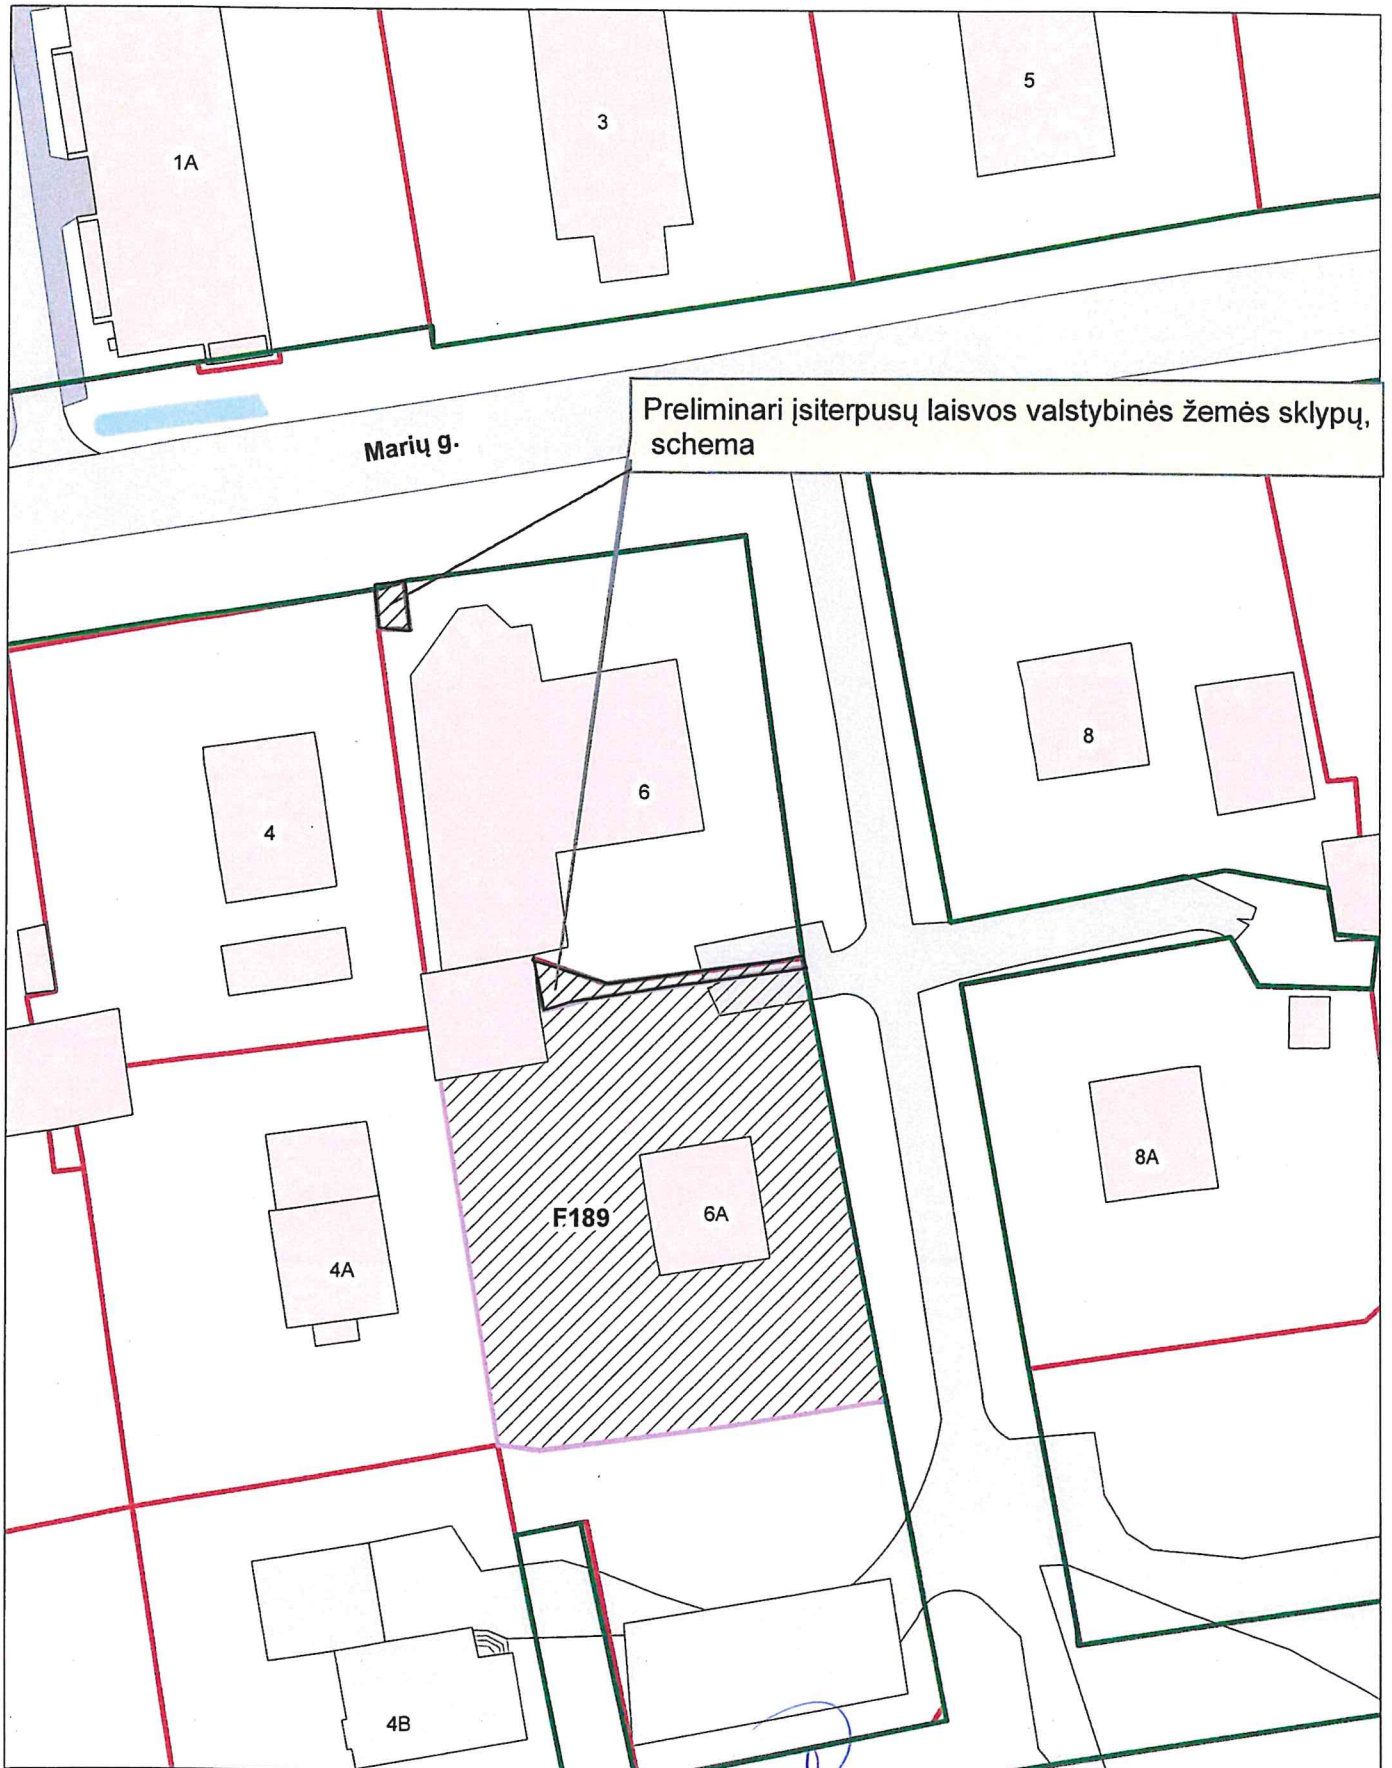 5
3
1A
Preliminari įsiterpusų laisvos valstybinės žemės sklypų,
schema
Marių g.
8
6
4
8A
F189
6A
4A
4B